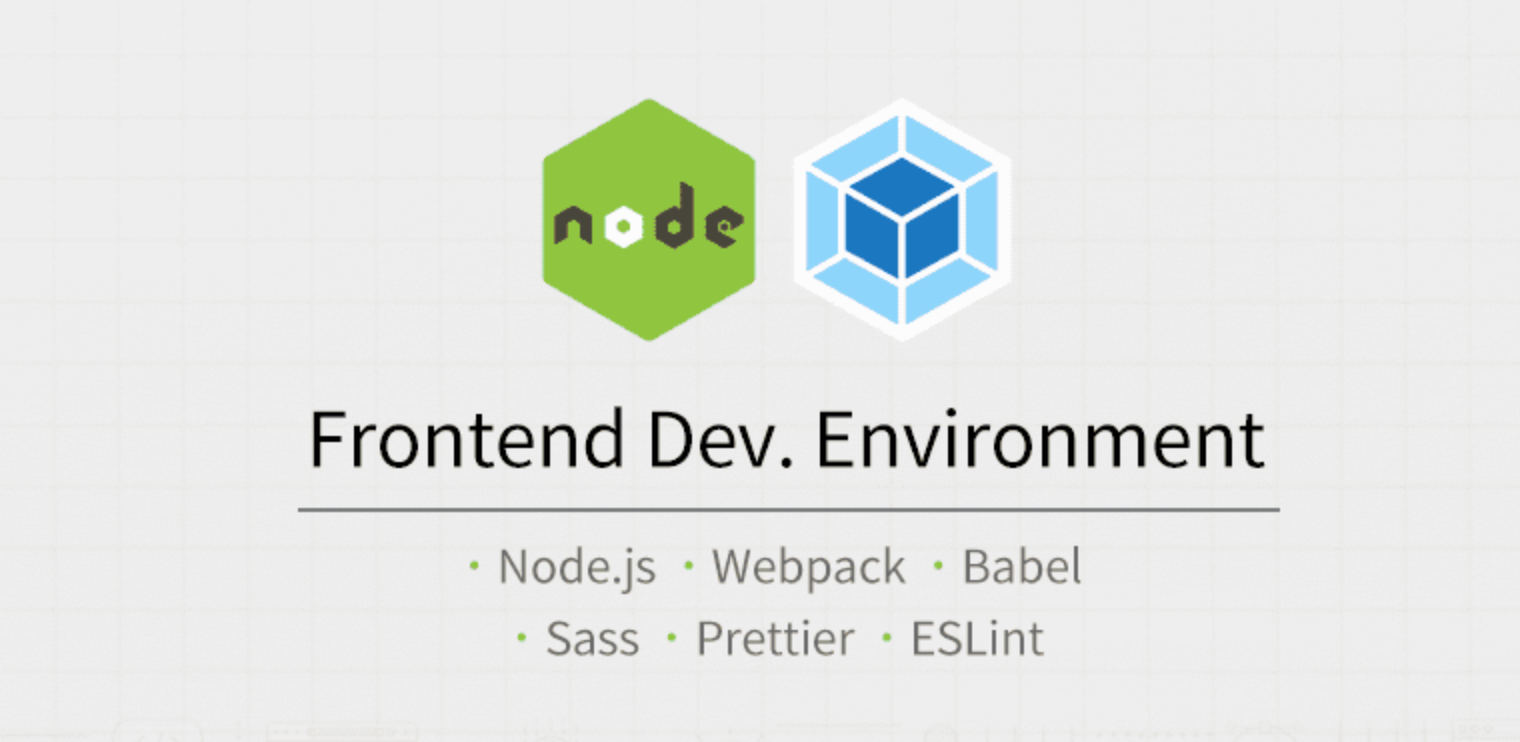 node
Frontend Dev. Environment
· Node.js · Webpack · Babel
· Sass · Prettier · ESLint